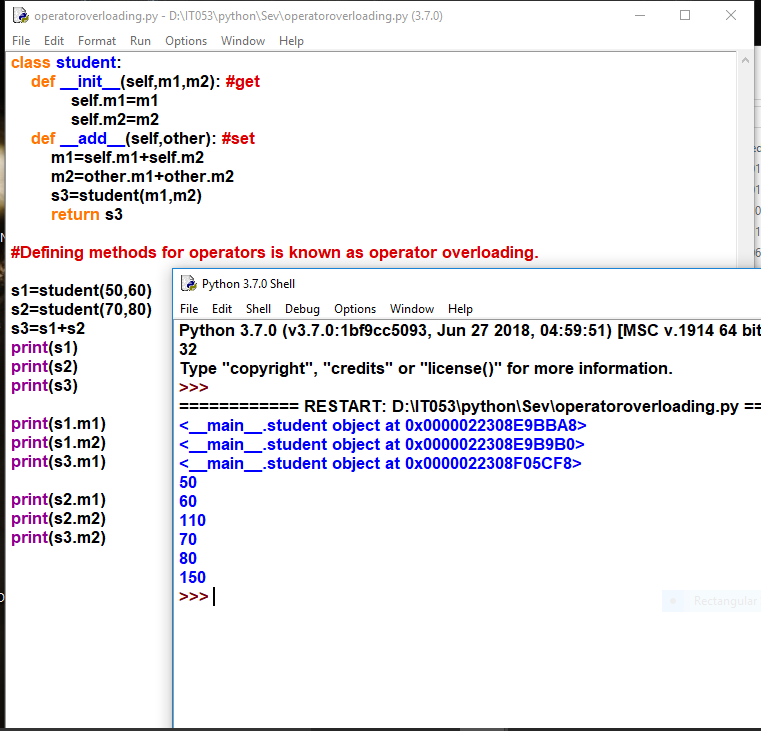 operatoroverloading.py - D:\IT053\python\Sev\operatoroverloading.py (3.7.0)
File Edit Format Run Options Window Help
class student:
    def __init__(self,m1,m2): #get
            self.m1=m1
            self.m2=m2
    def __add__(self,other): #set
        m1=self.m1+self.m2
        m2=other.m1+other.m2
        s3=student(m1,m2)
        return s3
#Defining methods for operators is known as operator overloading.
s1=student(50,60)
s2=student(70,80)
s3=s1+s2
print(s1)
print(s2)
print(s3)
print(s1.m1)
print(s1.m2)
print(s3.m1)
print(s2.m1)
print(s2.m2)
print(s3.m2)
Python 3.7.0 Shell
File Edit Shell Debug Options Window Help
Python 3.7.0 (v3.7.0:1bf9cc5093, Jun 27 2018, 04:59:51) [MSC v.1914 64 bit
32
Type "copyright", "credits" or "license()" for more information.
>>>
============ RESTART: D:\IT053\python\Sev\operatoroverloading.py ==
<__main__.student object at 0x0000022308E9BBA8>
<__main__.student object at 0x0000022308E9B9B0>
<__main__.student object at 0x0000022308F05CF8>
50
60
110
70
80
150
>>>
Rectangular